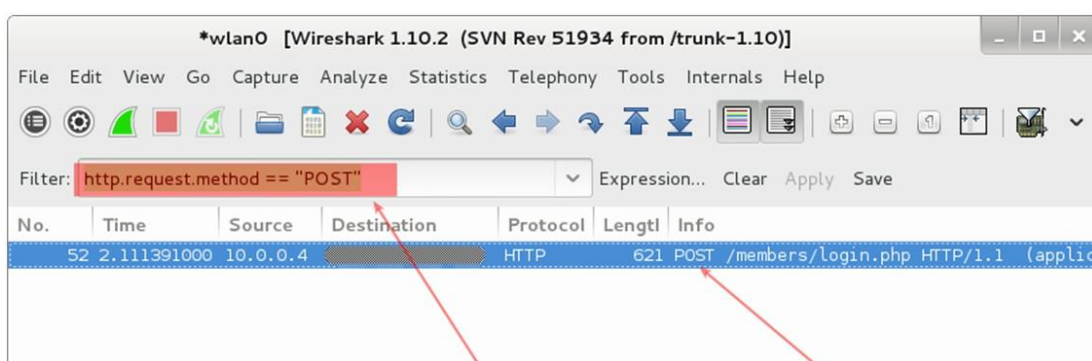 *wlan0 [Wireshark 1.10.2 (SVN Rev 51934 from /trunk-1.10)]
File Edit View Go Capture Analyze Statistics Telephony Tools Internals Help
Filter: http.request.method == "POST" Expression... Clear Apply Save
No. Time Source Destination Protocol Lengtl Info
52 2.111391000 10.0.0.4 HTTP 621 POST /members/login.php HTTP/1.1 (applic